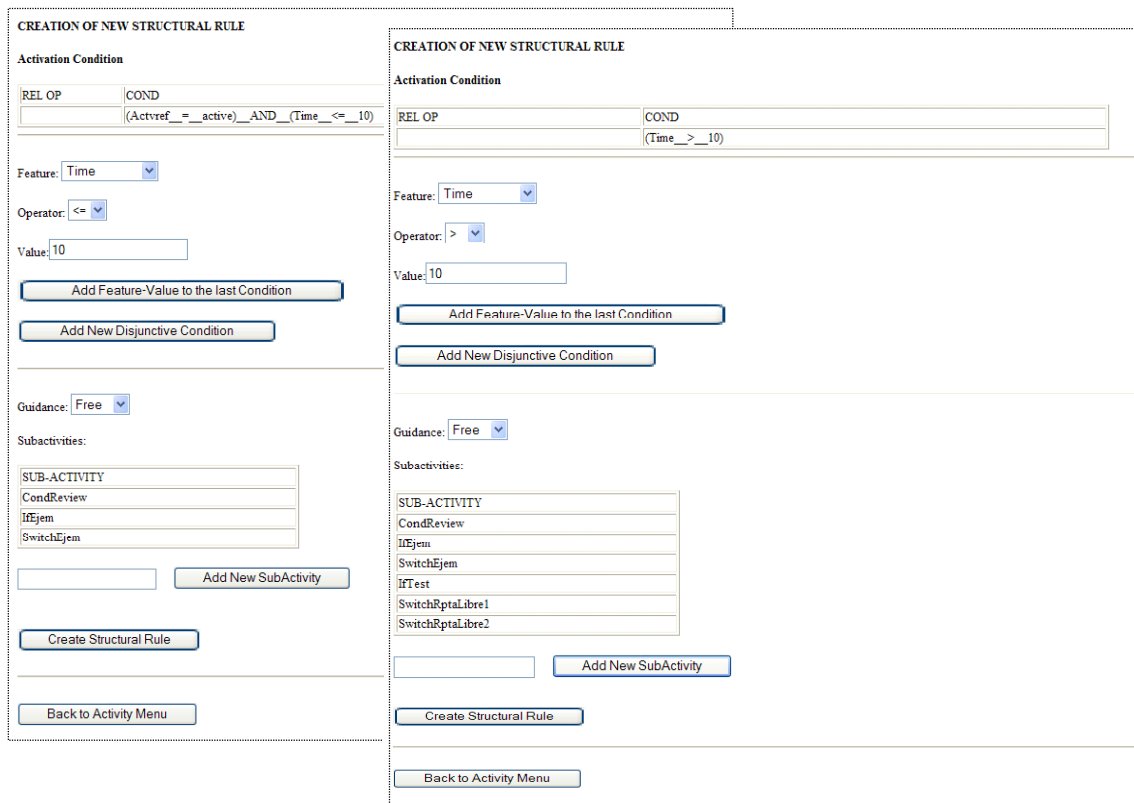 CREATION OF NEW STRUCTURAL RULE
Activation Condition
REL OP COND
(Actvref__=__active)__AND__(Time__<=__10)
Feature: Time
Operator: <=
Value: 10
Add Feature-Value to the last Condition
Add New Disjunctive Condition
Guidance: Free
Subactivities:
SUB-ACTIVITY
CondReview
IfEjem
SwitchEjem
Add New SubActivity
Create Structural Rule
Back to Activity Menu
CREATION OF NEW STRUCTURAL RULE
Activation Condition
REL OP COND
(Time__>__10)
Feature: Time
Operator: >
Value: 10
Add Feature-Value to the last Condition
Add New Disjunctive Condition
Guidance: Free
Subactivities:
SUB-ACTIVITY
CondReview
IfEjem
SwitchEjem
IfTest
SwitchRptaLibre1
SwitchRptaLibre2
Add New SubActivity
Create Structural Rule
Back to Activity Menu